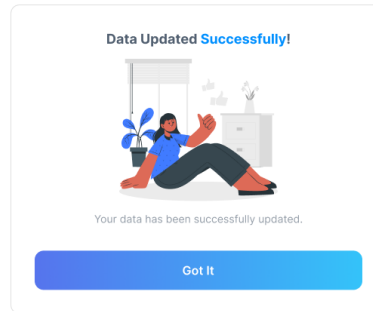 Data Updated Successfully!
Your data has been successfully updated.
Got It